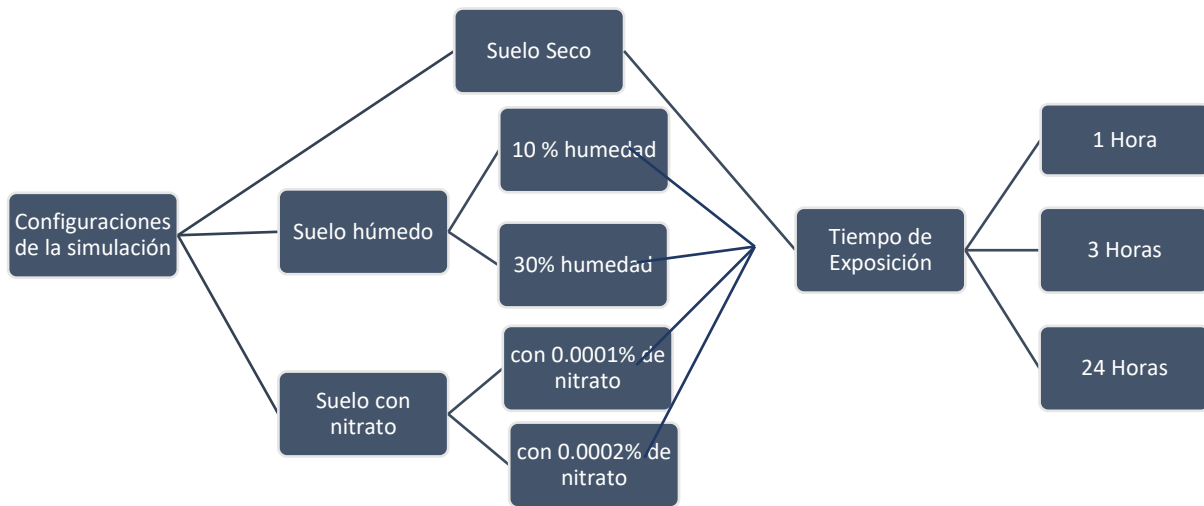 Suelo Seco
10 % humedad
1 Hora
Configuraciones
de la simulación
Suelo húmedo
30% humedad
Tiempo de
Exposición
3 Horas
con 0.0001% de
nitrato
24 Horas
Suelo con
nitrato
con 0.0002% de
nitrato